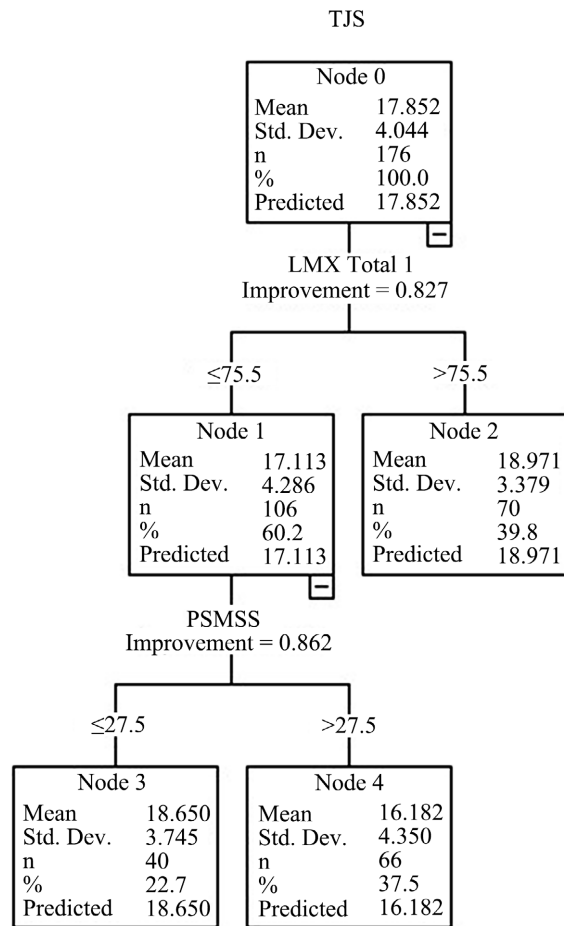 TJS
Node 0
Mean 17.852
Std. Dev. 4.044
n 176
% 100.0
Predicted 17.852
LMX Total 1
Improvement = 0.827
≤75.5 >75.5
Node 1
Mean 17.113
Std. Dev. 4.286
n 106
% 60.2
Predicted 17.113
Node 2
Mean 18.971
Std. Dev. 3.379
n 70
% 39.8
Predicted 18.971
PSMSS
Improvement = 0.862
≤27.5 >27.5
Node 3
Mean 18.650
Std. Dev. 3.745
n 40
% 22.7
Predicted 18.650
Node 4
Mean 16.182
Std. Dev. 4.350
n 66
% 37.5
Predicted 16.182